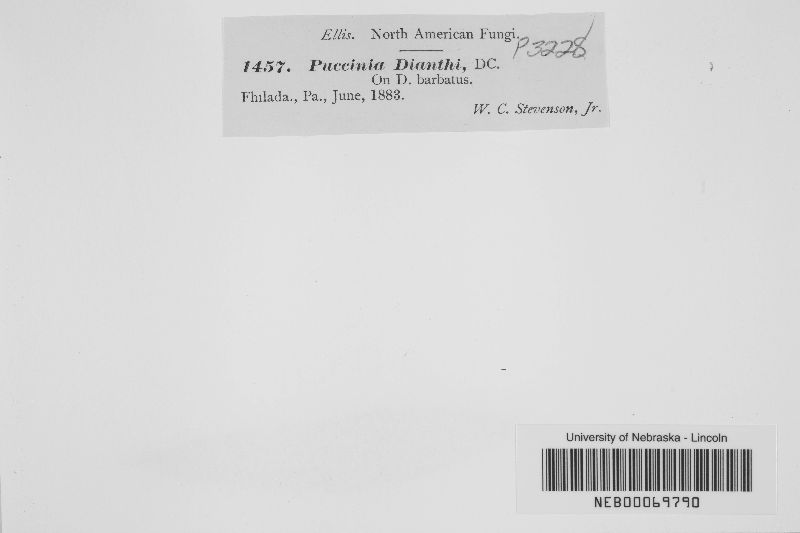 Ellis. North American Fungi.
P3228
1457. Puccinia Dianthi, DC.
On D. barbatus.
Philada., Pa., June, 1883.
W. C. Stevenson, Jr.
University of Nebraska - Lincoln
NEB00069790